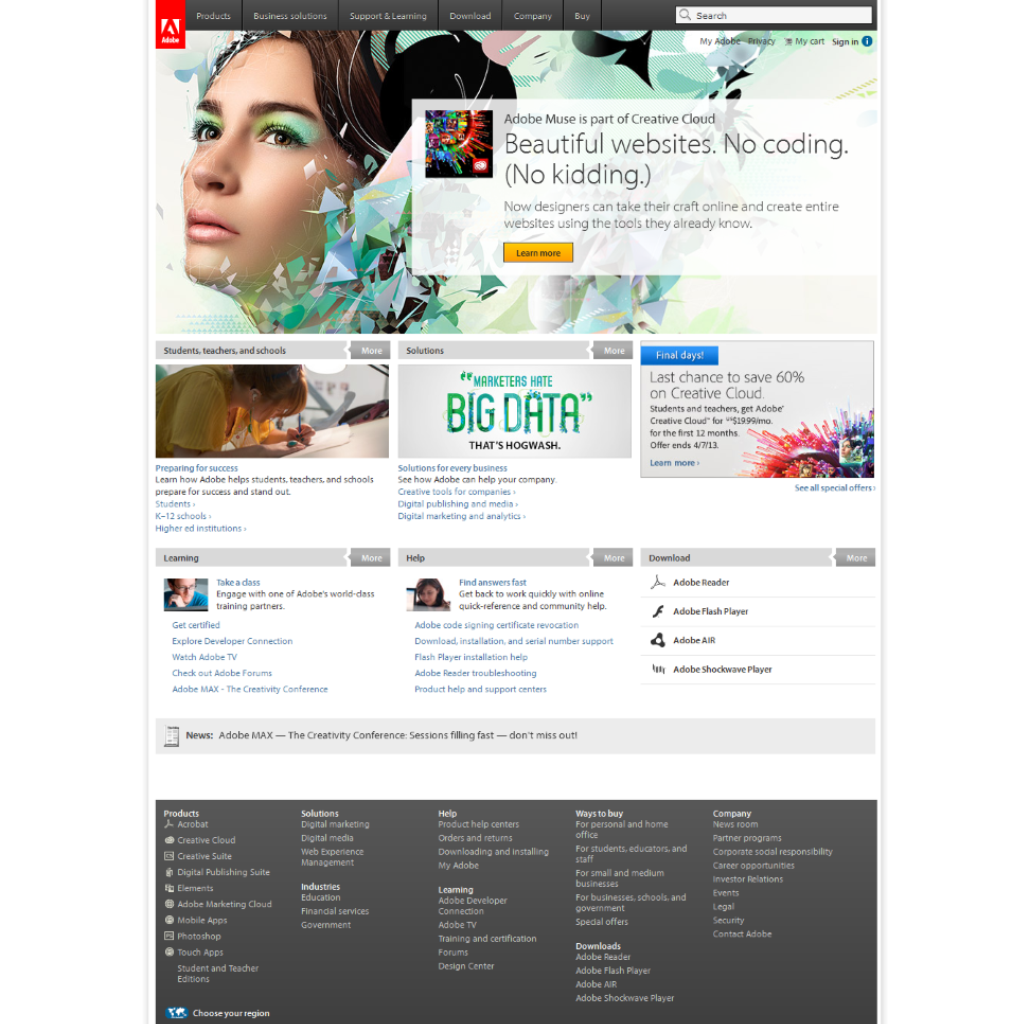 Adobe
Products
Business solutions
Support & Learning
Download
Company
Buy
Search
My Adobe
Privacy
My cart
Sign in
Adobe Muse is part of Creative Cloud
Beautiful websites. No coding.
(No kidding.)
Now designers can take their craft online and create entire
websites using the tools they already know.
Learn more
Students, teachers, and schools
More
Preparing for success
Learn how Adobe helps students, teachers, and schools
prepare for success and stand out.
Students ›
K–12 schools ›
Higher ed institutions ›
Solutions
More
“MARKETERS HATE
BIG DATA”
THAT'S HOGWASH.
Solutions for every business
See how Adobe can help your company.
Creative tools for companies ›
Digital publishing and media ›
Digital marketing and analytics ›
Final days!
Last chance to save 60%
on Creative Cloud.
Students and teachers, get Adobe®
Creative Cloud™ for US$19.99/mo.
for the first 12 months.
Offer ends 4/7/13.
Learn more ›
See all special offers ›
Learning
More
Take a class
Engage with one of Adobe's world-class
training partners.
Get certified
Explore Developer Connection
Watch Adobe TV
Check out Adobe Forums
Adobe MAX - The Creativity Conference
Help
More
Find answers fast
Get back to work quickly with online
quick-reference and community help.
Adobe code signing certificate revocation
Download, installation, and serial number support
Flash Player installation help
Adobe Reader troubleshooting
Product help and support centers
Download
More
Adobe Reader
Adobe Flash Player
Adobe AIR
Adobe Shockwave Player
News: Adobe MAX — The Creativity Conference: Sessions filling fast — don't miss out!
Products
Acrobat
Creative Cloud
Creative Suite
Digital Publishing Suite
Elements
Adobe Marketing Cloud
Mobile Apps
Photoshop
Touch Apps
Student and Teacher
Editions
Solutions
Digital marketing
Digital media
Web Experience
Management
Industries
Education
Financial services
Government
Help
Product help centers
Orders and returns
Downloading and installing
My Adobe
Learning
Adobe Developer
Connection
Adobe TV
Training and certification
Forums
Design Center
Ways to buy
For personal and home
office
For students, educators, and
staff
For small and medium
businesses
For businesses, schools, and
government
Special offers
Downloads
Adobe Reader
Adobe Flash Player
Adobe AIR
Adobe Shockwave Player
Company
News room
Partner programs
Corporate social responsibility
Career opportunities
Investor Relations
Events
Legal
Security
Contact Adobe
Choose your region